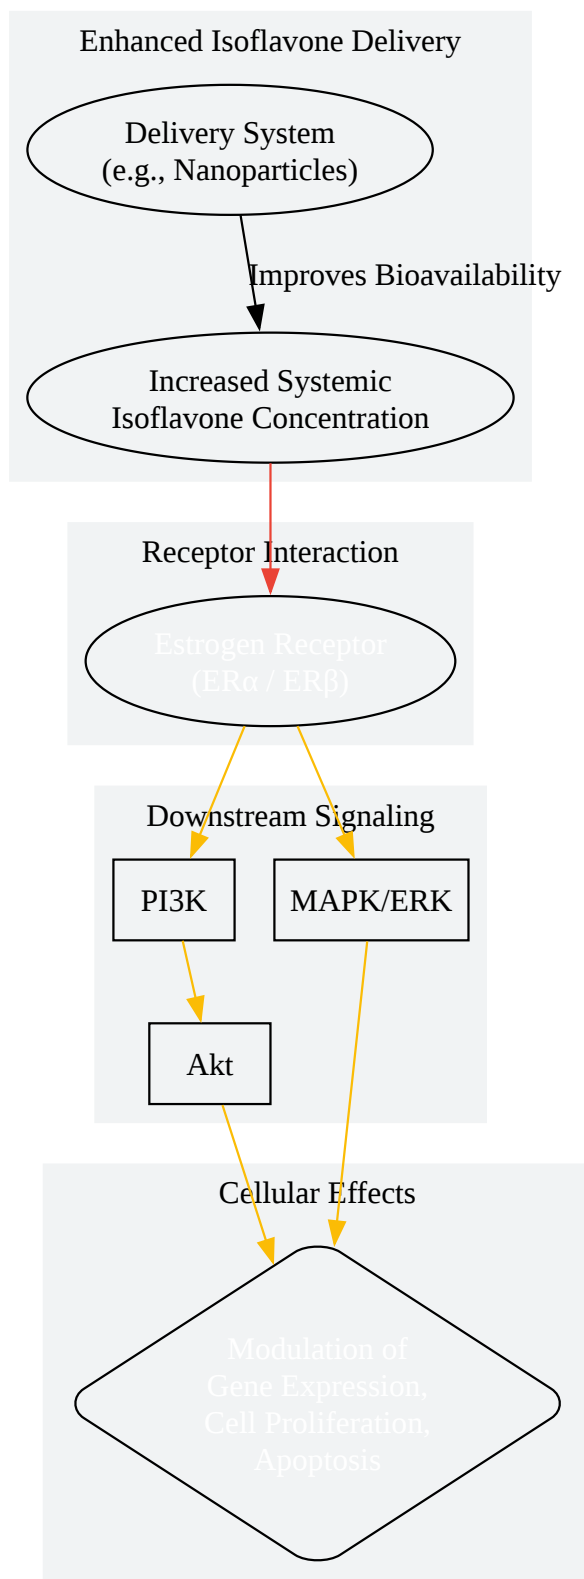 Enhanced Isoflavone Delivery
Delivery System
(e.g., Nanoparticles)
Improves Bioavailability
Increased Systemic
Isoflavone Concentration
Receptor Interaction
Estrogen Receptor
(ERα / ERβ)
Downstream Signaling
PI3K
MAPK/ERK
Akt
Cellular Effects
Modulation of
Gene Expression,
Cell Proliferation,
Apoptosis